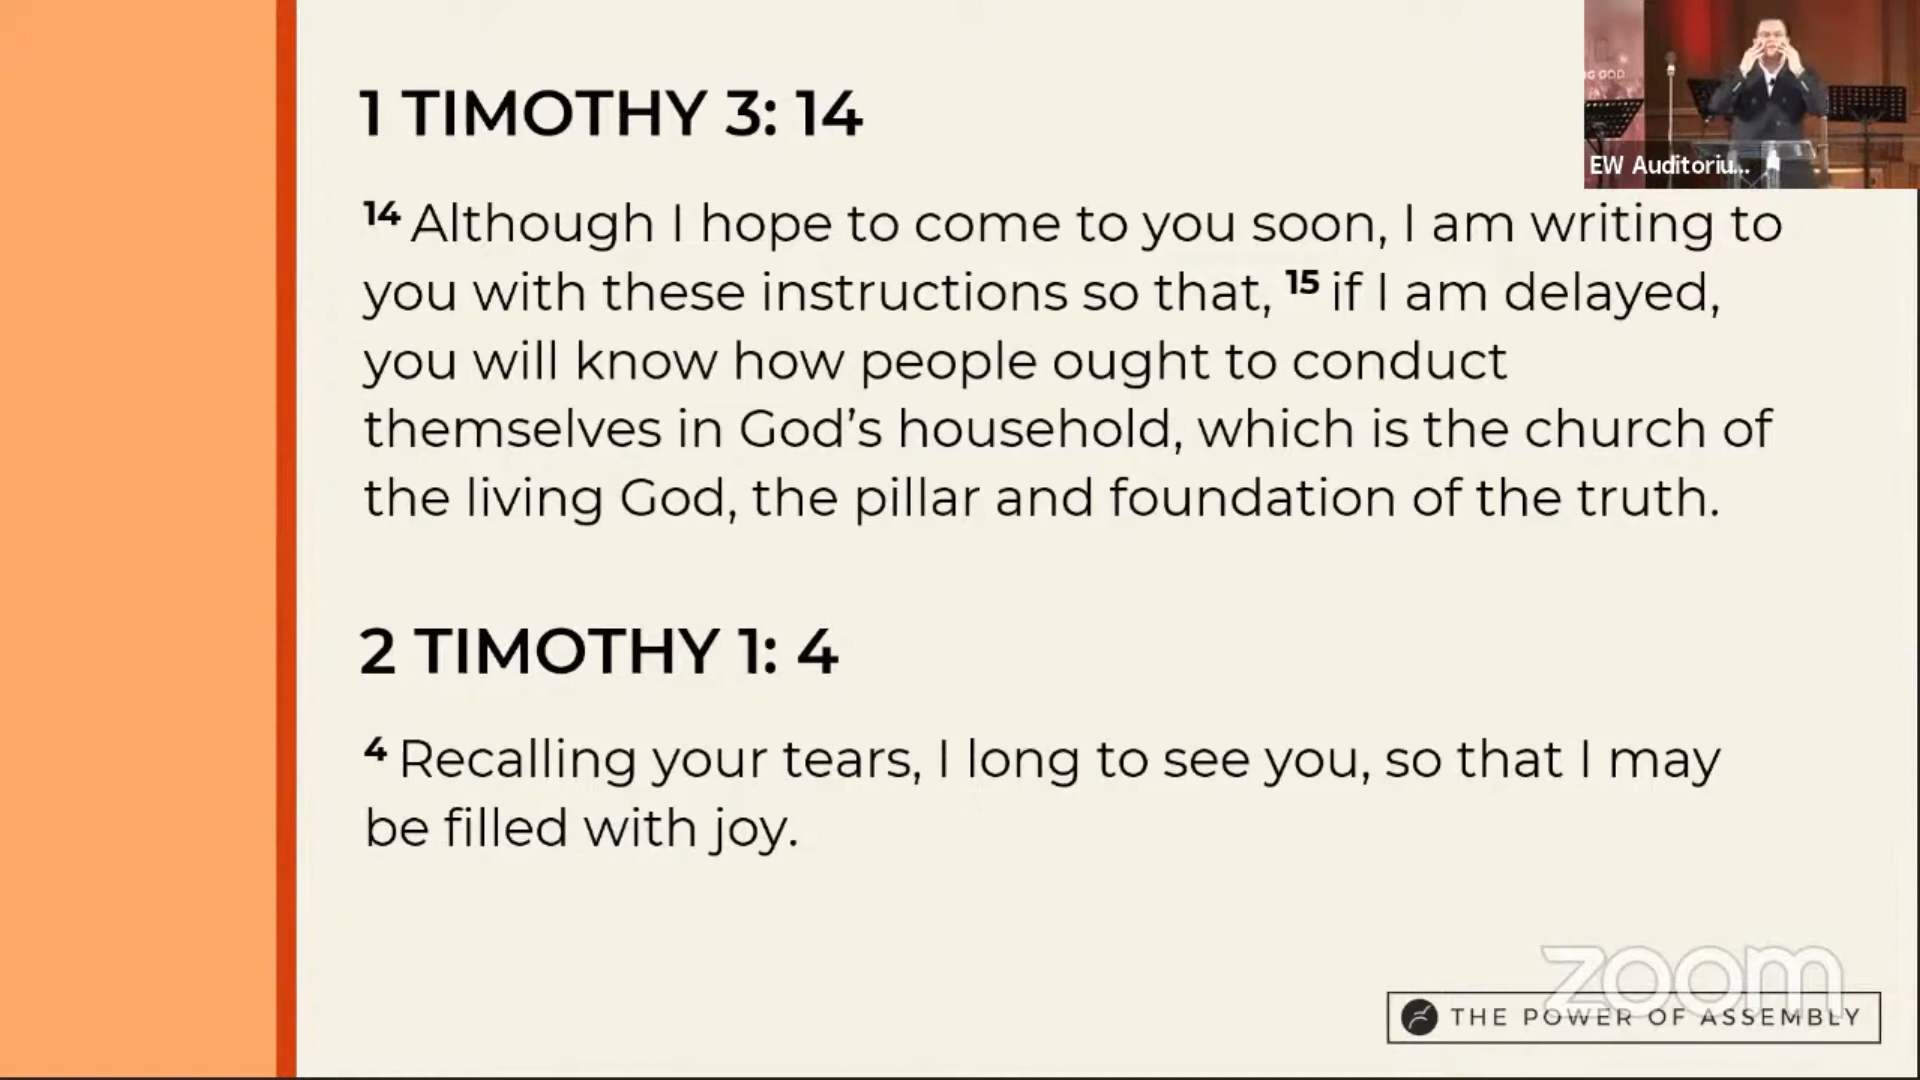 1 TIMOTHY 3: 14
NG GOD
EW Auditoriu...
14 Although I hope to come to you soon, I am writing to
you with these instructions so that, 15 if I am delayed,
you will know how people ought to conduct
themselves in God’s household, which is the church of
the living God, the pillar and foundation of the truth.
2 TIMOTHY 1: 4
4 Recalling your tears, I long to see you, so that I may
be filled with joy.
zoom
THE POWER OF ASSEMBLY